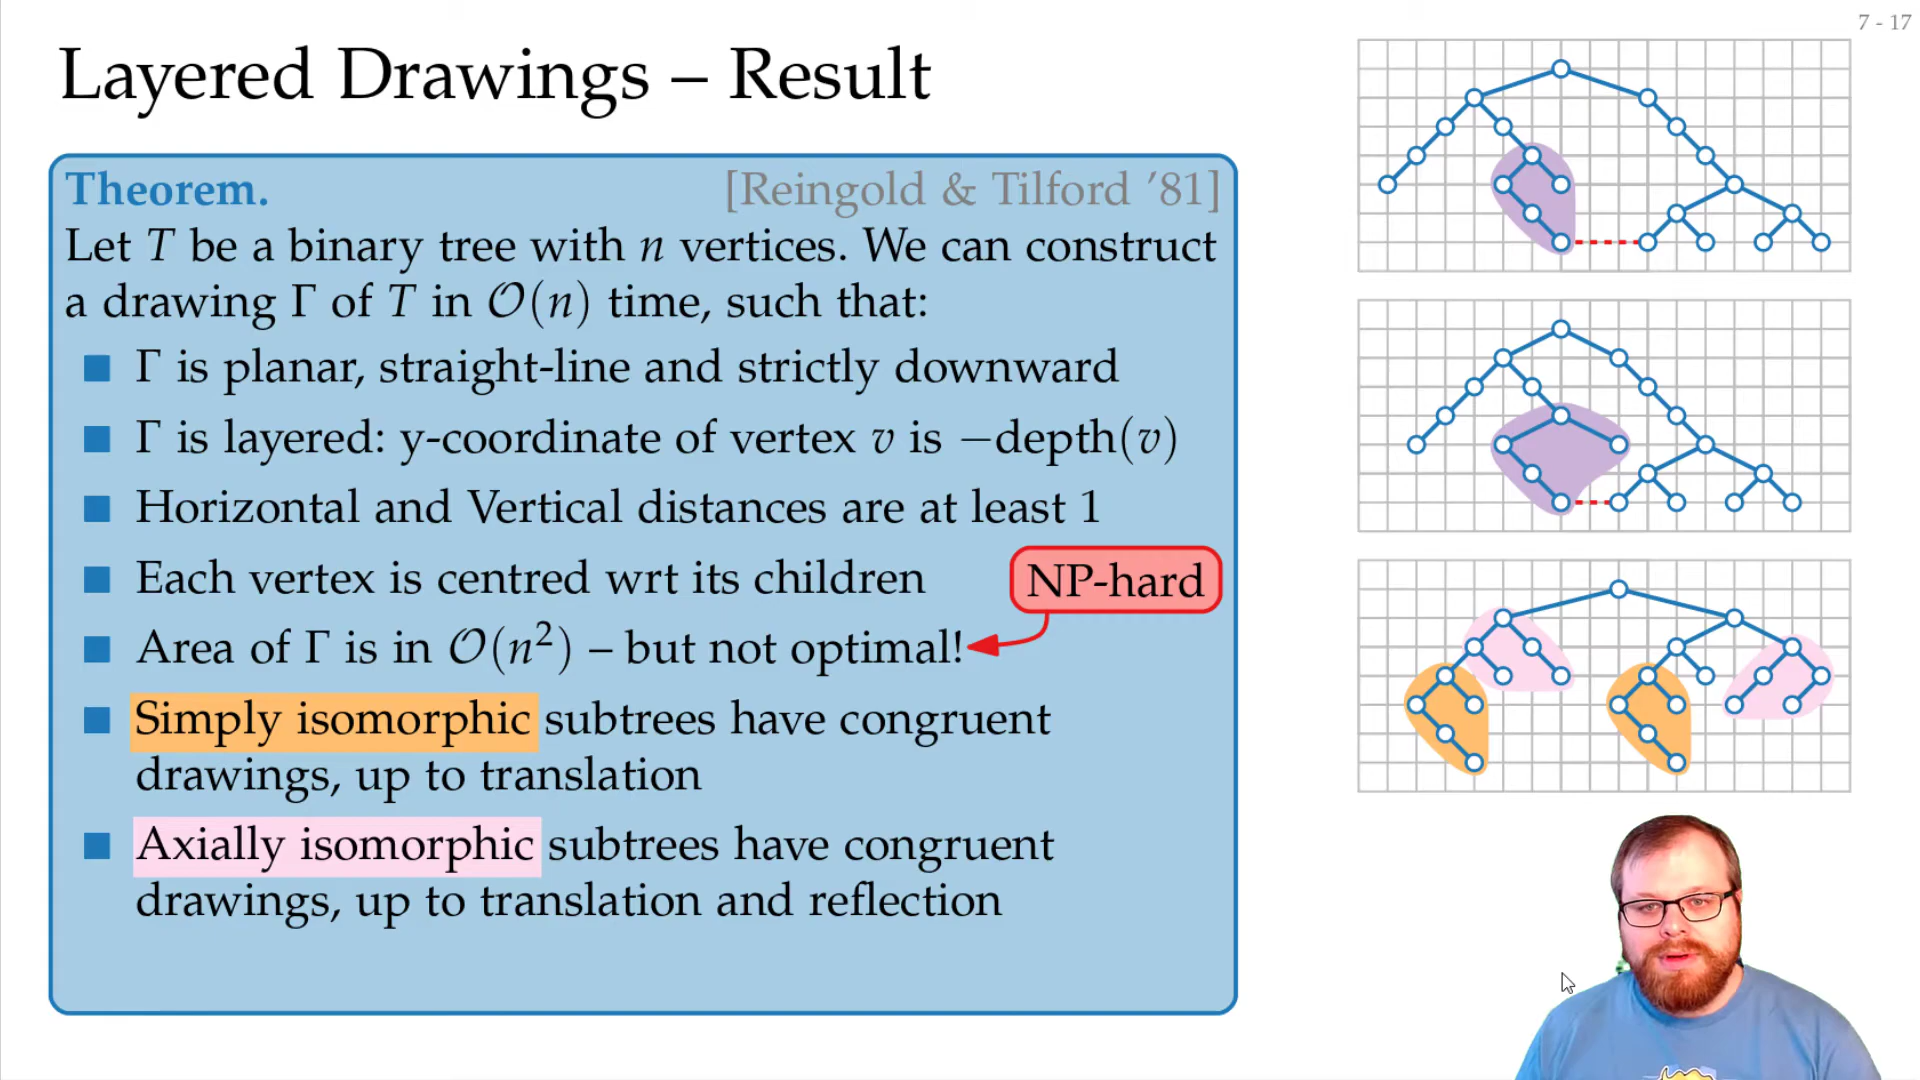 7 - 17
Layered Drawings – Result
Theorem. [Reingold & Tilford ’81]
Let T be a binary tree with n vertices. We can construct
a drawing Γ of T in 𝒪(n) time, such that:
Γ is planar, straight-line and strictly downward
Γ is layered: y-coordinate of vertex v is −depth(v)
Horizontal and Vertical distances are at least 1
Each vertex is centred wrt its children
NP-hard
Area of Γ is in 𝒪(n²) – but not optimal!
Simply isomorphic subtrees have congruent
drawings, up to translation
Axially isomorphic subtrees have congruent
drawings, up to translation and reflection